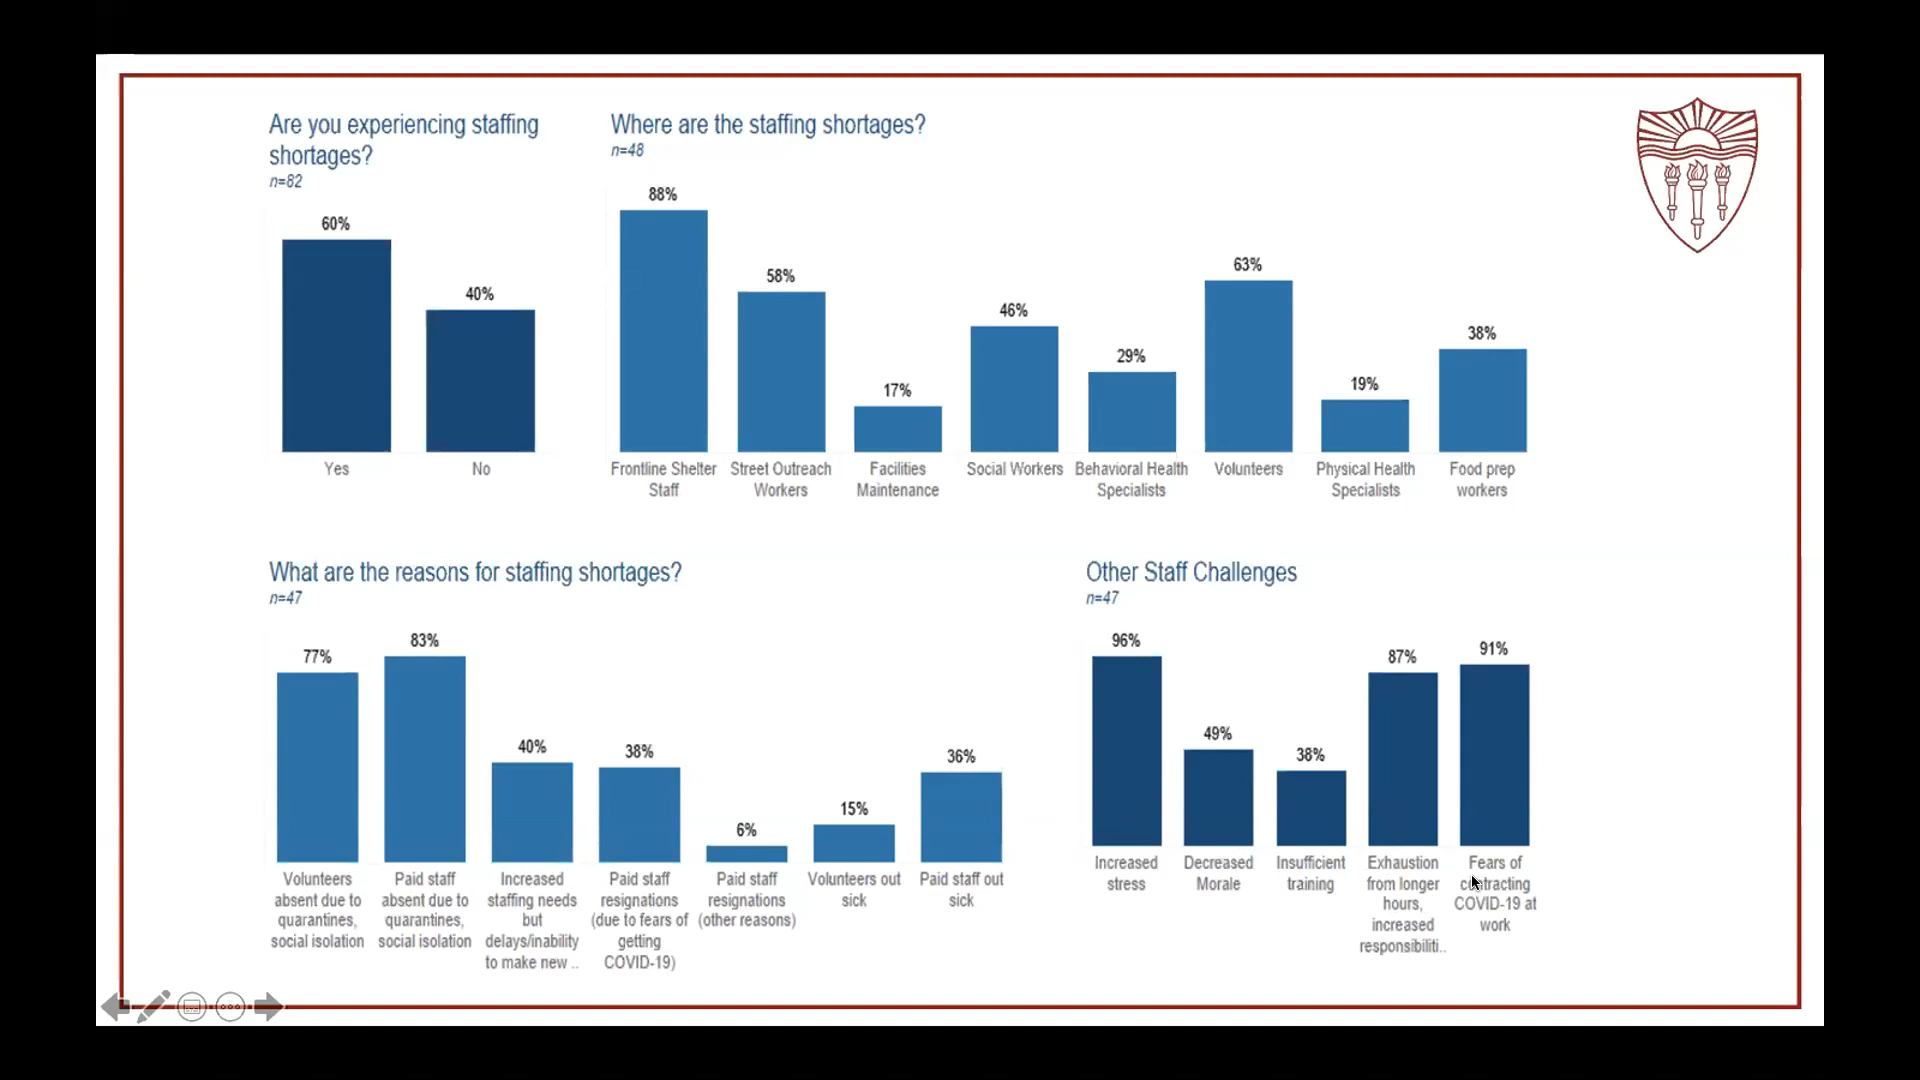 Are you experiencing staffing
shortages?
n=82
60%
40%
Yes
No
Where are the staffing shortages?
n=48
88%
58%
17%
46%
29%
63%
19%
38%
Frontline Shelter
Staff
Street Outreach
Workers
Facilities
Maintenance
Social Workers
Behavioral Health
Specialists
Volunteers
Physical Health
Specialists
Food prep
workers
What are the reasons for staffing shortages?
n=47
77%
83%
40%
38%
6%
15%
36%
Volunteers
absent due to
quarantines,
social isolation
Paid staff
absent due to
quarantines,
social isolation
Increased
staffing needs
but
delays/inability
to make new ..
Paid staff
resignations
(due to fears of
getting
COVID-19)
Paid staff
resignations
(other reasons)
Volunteers out
sick
Paid staff out
sick
Other Staff Challenges
n=47
96%
49%
38%
87%
91%
Increased
stress
Decreased
Morale
Insufficient
training
Exhaustion
from longer
hours,
increased
responsibiliti..
Fears of
contracting
COVID-19 at
work